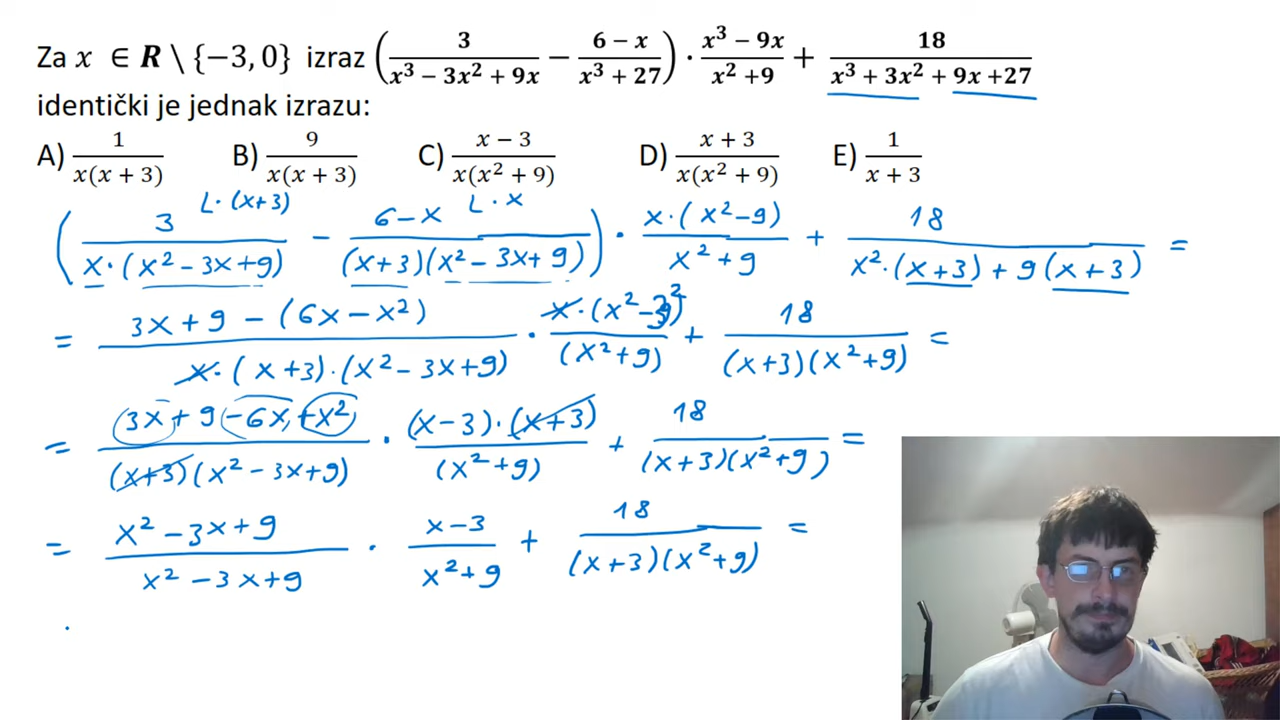 Za x ∈ R \ {−3, 0} izraz (3/(x³ − 3x² + 9x) − (6 − x)/(x³ + 27)) · (x³ − 9x)/(x² + 9) + 18/(x³ + 3x² + 9x + 27)
identički je jednak izrazu:
A) 1/(x(x + 3)) B) 9/(x(x + 3)) C) (x − 3)/(x(x² + 9)) D) (x + 3)/(x(x² + 9)) E) 1/(x + 3)
(3/(x·(x² − 3x + 9)) L·(x+3) − (6−x)/((x+3)(x² − 3x + 9)) L·x) · x·(x²−9)/(x² + 9) + 18/(x²·(x+3) + 9(x+3)) =
= (3x + 9 − (6x − x²))/(x·(x+3)·(x² − 3x + 9)) · x·(x² − 3²)/(x²+9) + 18/((x+3)(x²+9)) =
= (3x + 9 − 6x + x²)/((x+3)(x² − 3x + 9)) · (x−3)·(x+3)/(x²+9) + 18/((x+3)(x²+9)) =
= (x² − 3x + 9)/(x² − 3x + 9) · (x−3)/(x²+9) + 18/((x+3)(x²+9)) =